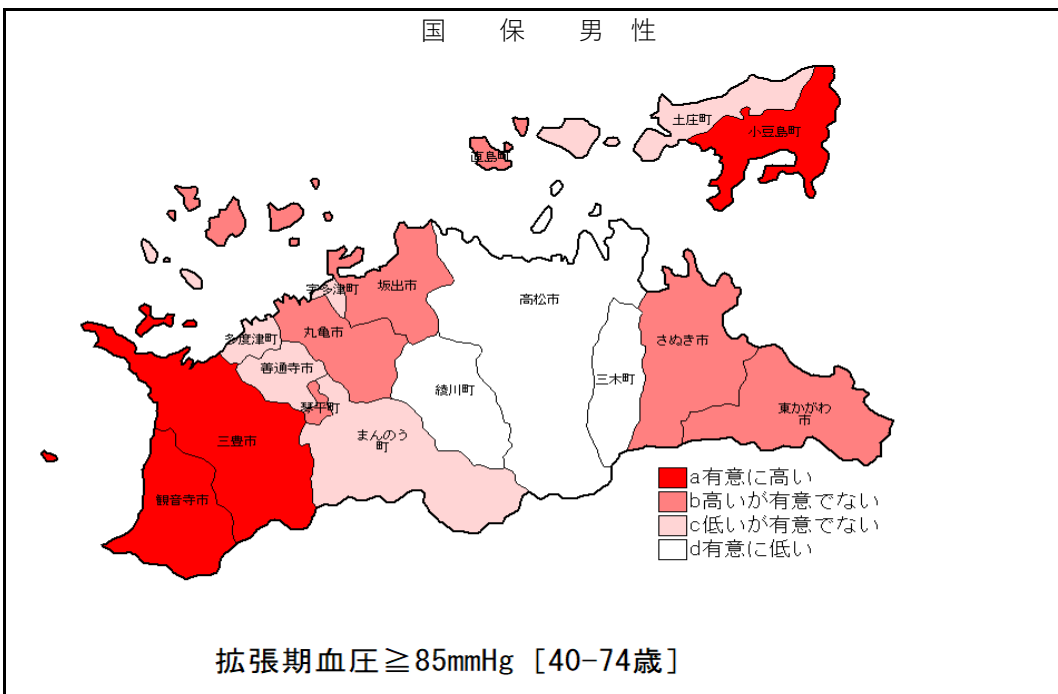 国保男性
土庄町
小豆島町
直島町
宇多津町
坂出市
高松市
丸亀市
多度津町
さぬき市
善通寺市
三木町
綾川町
琴平町
東かがわ
市
まんのう
町
三豊市
観音寺市
a有意に高い
b高いが有意でない
c低いが有意でない
d有意に低い
拡張期血圧≧85mmHg [40-74歳]